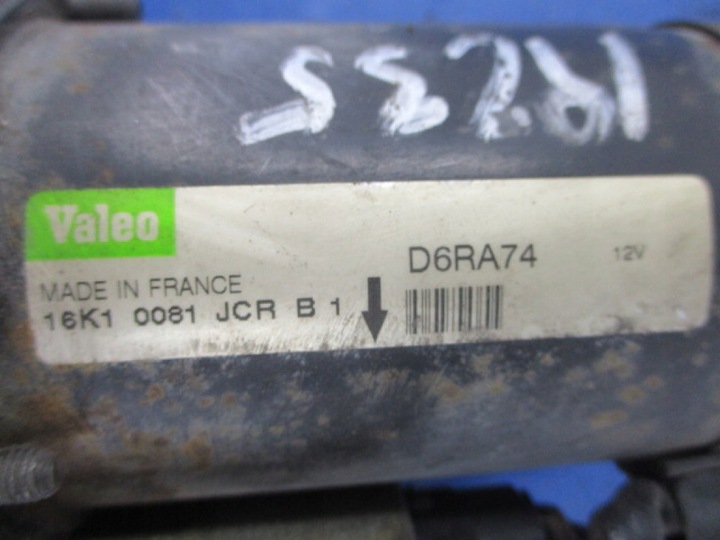 Valeo
D6RA74 12V
MADE IN FRANCE
16K1 0081 JCR B 1